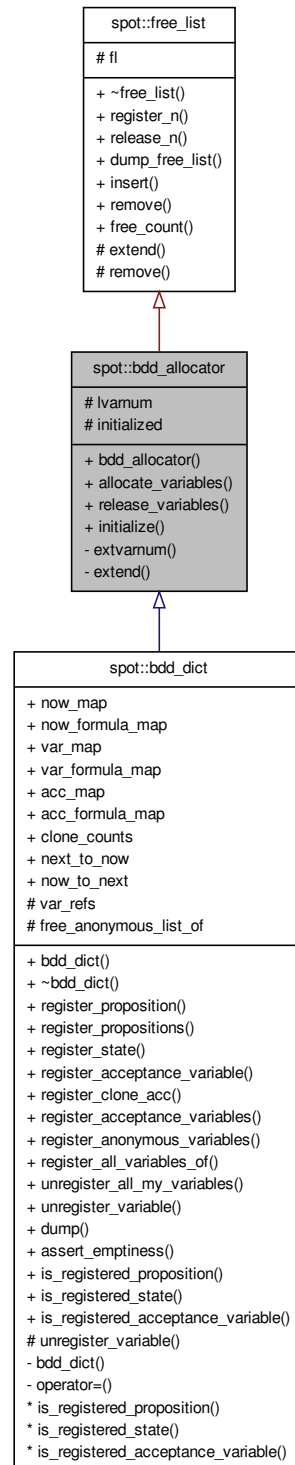 spot::free_list
# fl
+ ~free_list()
+ register_n()
+ release_n()
+ dump_free_list()
+ insert()
+ remove()
+ free_count()
# extend()
# remove()
spot::bdd_allocator
# lvarnum
# initialized
+ bdd_allocator()
+ allocate_variables()
+ release_variables()
+ initialize()
- extvarnum()
- extend()
spot::bdd_dict
+ now_map
+ now_formula_map
+ var_map
+ var_formula_map
+ acc_map
+ acc_formula_map
+ clone_counts
+ next_to_now
+ now_to_next
# var_refs
# free_anonymous_list_of
+ bdd_dict()
+ ~bdd_dict()
+ register_proposition()
+ register_propositions()
+ register_state()
+ register_acceptance_variable()
+ register_clone_acc()
+ register_acceptance_variables()
+ register_anonymous_variables()
+ register_all_variables_of()
+ unregister_all_my_variables()
+ unregister_variable()
+ dump()
+ assert_emptiness()
+ is_registered_proposition()
+ is_registered_state()
+ is_registered_acceptance_variable()
# unregister_variable()
- bdd_dict()
- operator=()
* is_registered_proposition()
* is_registered_state()
* is_registered_acceptance_variable()